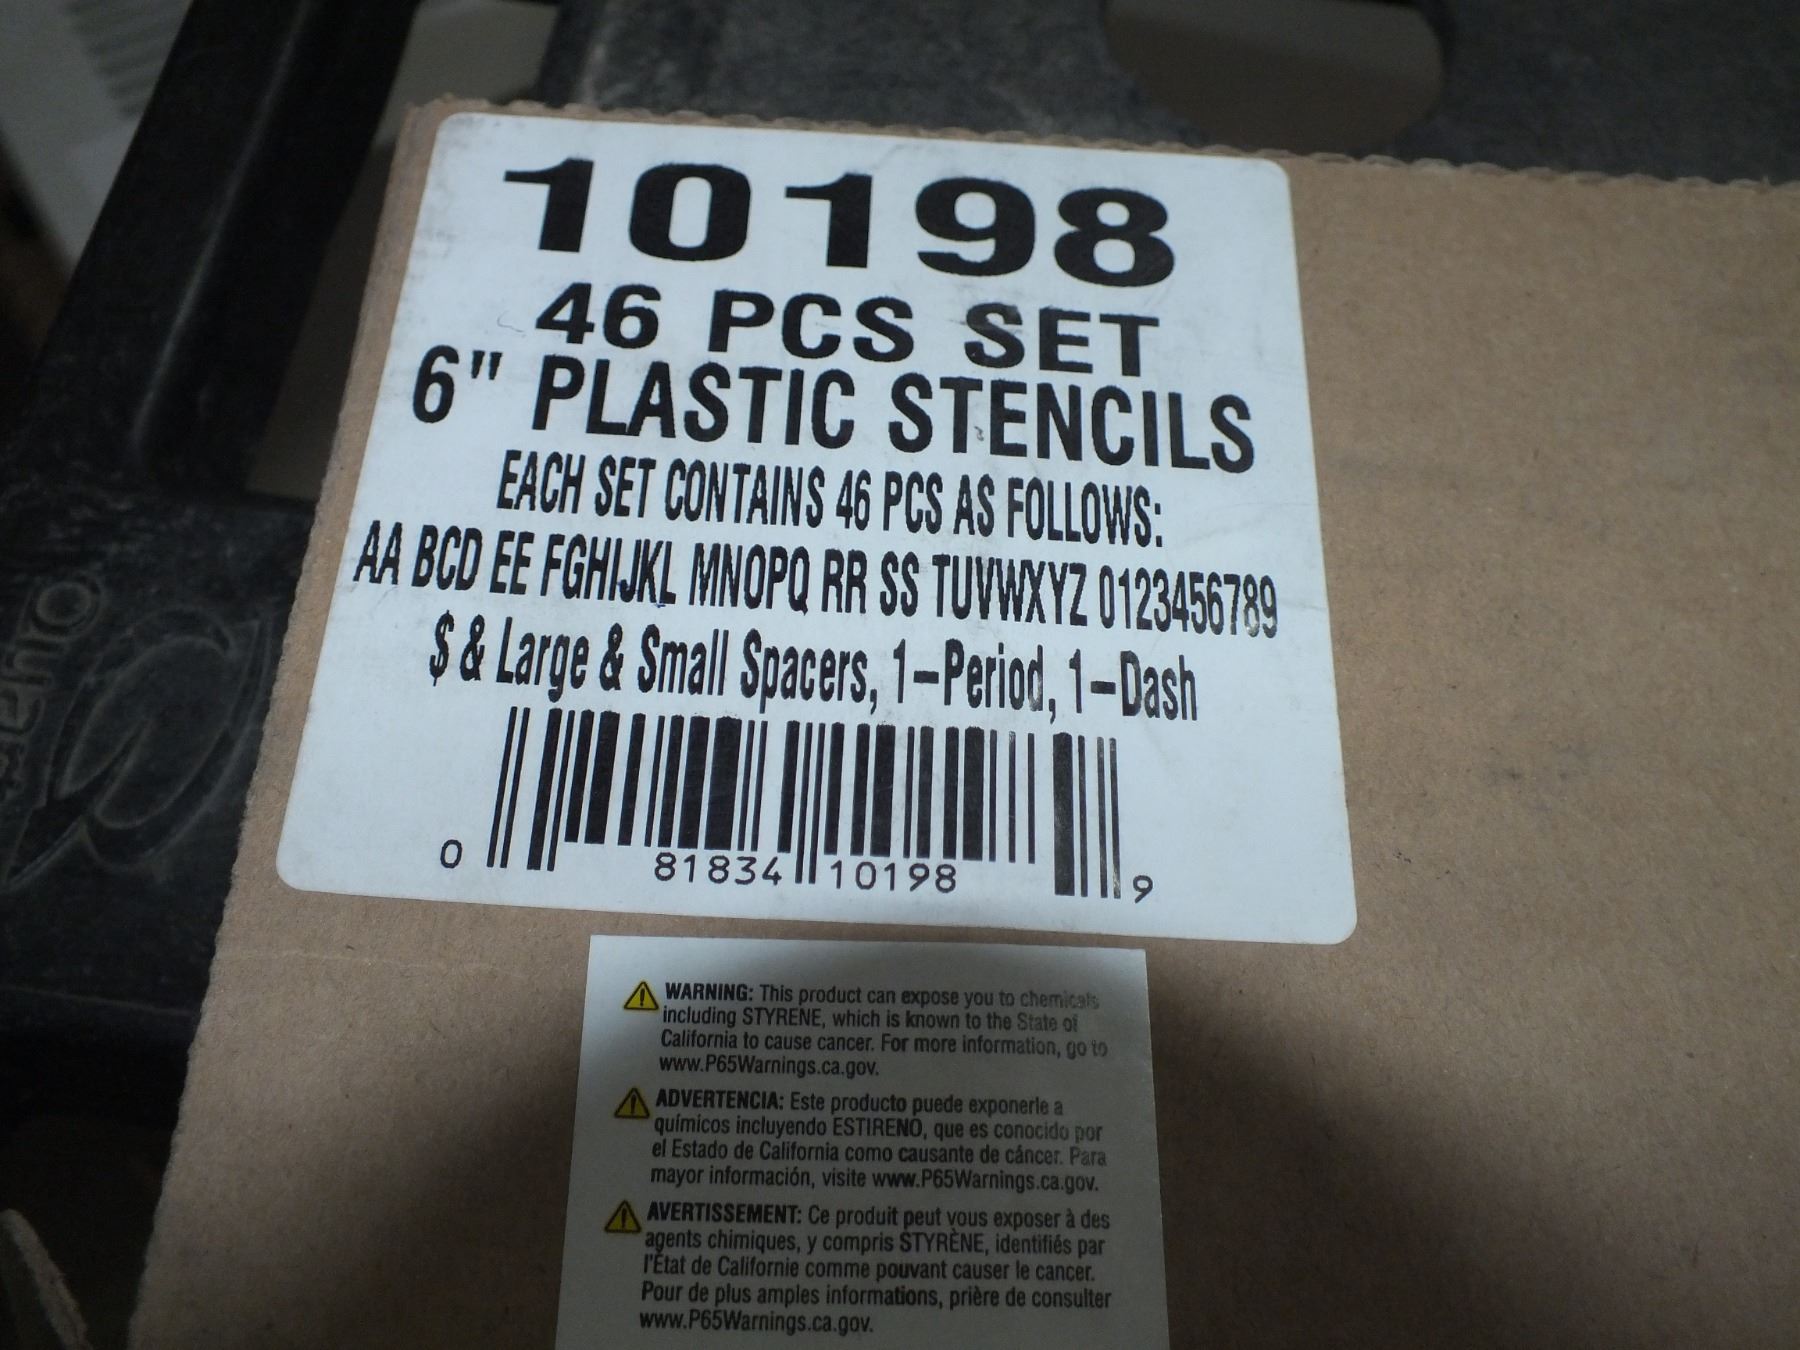 10198
46 PCS SET
6" PLASTIC STENCILS
EACH SET CONTAINS 46 PCS AS FOLLOWS:
AA BCD EE FGHIJKL MNOPQ RR SS TUVWXYZ 0123456789
$ & Large & Small Spacers, 1-Period, 1-Dash
0 81834 10198 9
WARNING: This product can expose you to chemicals
including STYRENE, which is known to the State of
California to cause cancer. For more information, go to
www.P65Warnings.ca.gov.
ADVERTENCIA: Este producto puede exponerle a
químicos incluyendo ESTIRENO, que es conocido por
el Estado de California como causante de cáncer. Para
mayor información, visite www.P65Warnings.ca.gov.
AVERTISSEMENT: Ce produit peut vous exposer à des
agents chimiques, y compris STYRÈNE, identifiés par
l'État de Californie comme pouvant causer le cancer.
Pour de plus amples informations, prière de consulter
www.P65Warnings.ca.gov.